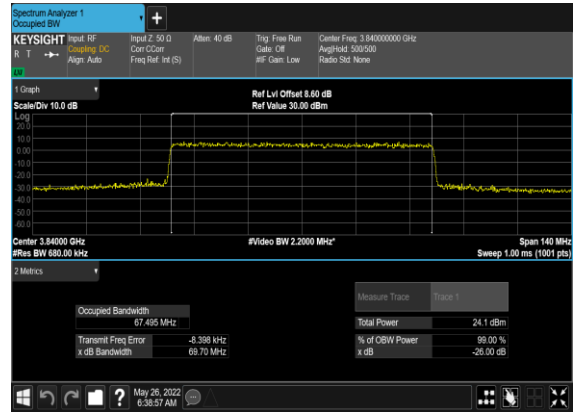 Spectrum Analyzer 1
Occupied BW
+
KEYSIGHT Input: RF Input Z: 50 Ω Atten: 40 dB Trig: Free Run Center Freq: 3.840000000 GHz
R T Coupling: DC Corr CCorr Gate: Off Avg|Hold: 500/500
Align: Auto Freq Ref: Int (S) #IF Gain: Low Radio Std: None
LW
1 Graph Ref Lvl Offset 8.60 dB
Scale/Div 10.0 dB Ref Value 30.00 dBm
Log
20.0
10.0
0.00
-10.0
-20.0
-30.0
-40.0
-50.0
-60.0
Center 3.84000 GHz #Video BW 2.2000 MHz* Span 140 MHz
#Res BW 680.00 kHz Sweep 1.00 ms (1001 pts)
2 Metrics
Measure Trace Trace 1
Occupied Bandwidth
67.495 MHz Total Power 24.1 dBm
Transmit Freq Error -8.398 kHz % of OBW Power 99.00 %
x dB Bandwidth 69.70 MHz x dB -26.00 dB
? May 26, 2022
6:38:57 AM